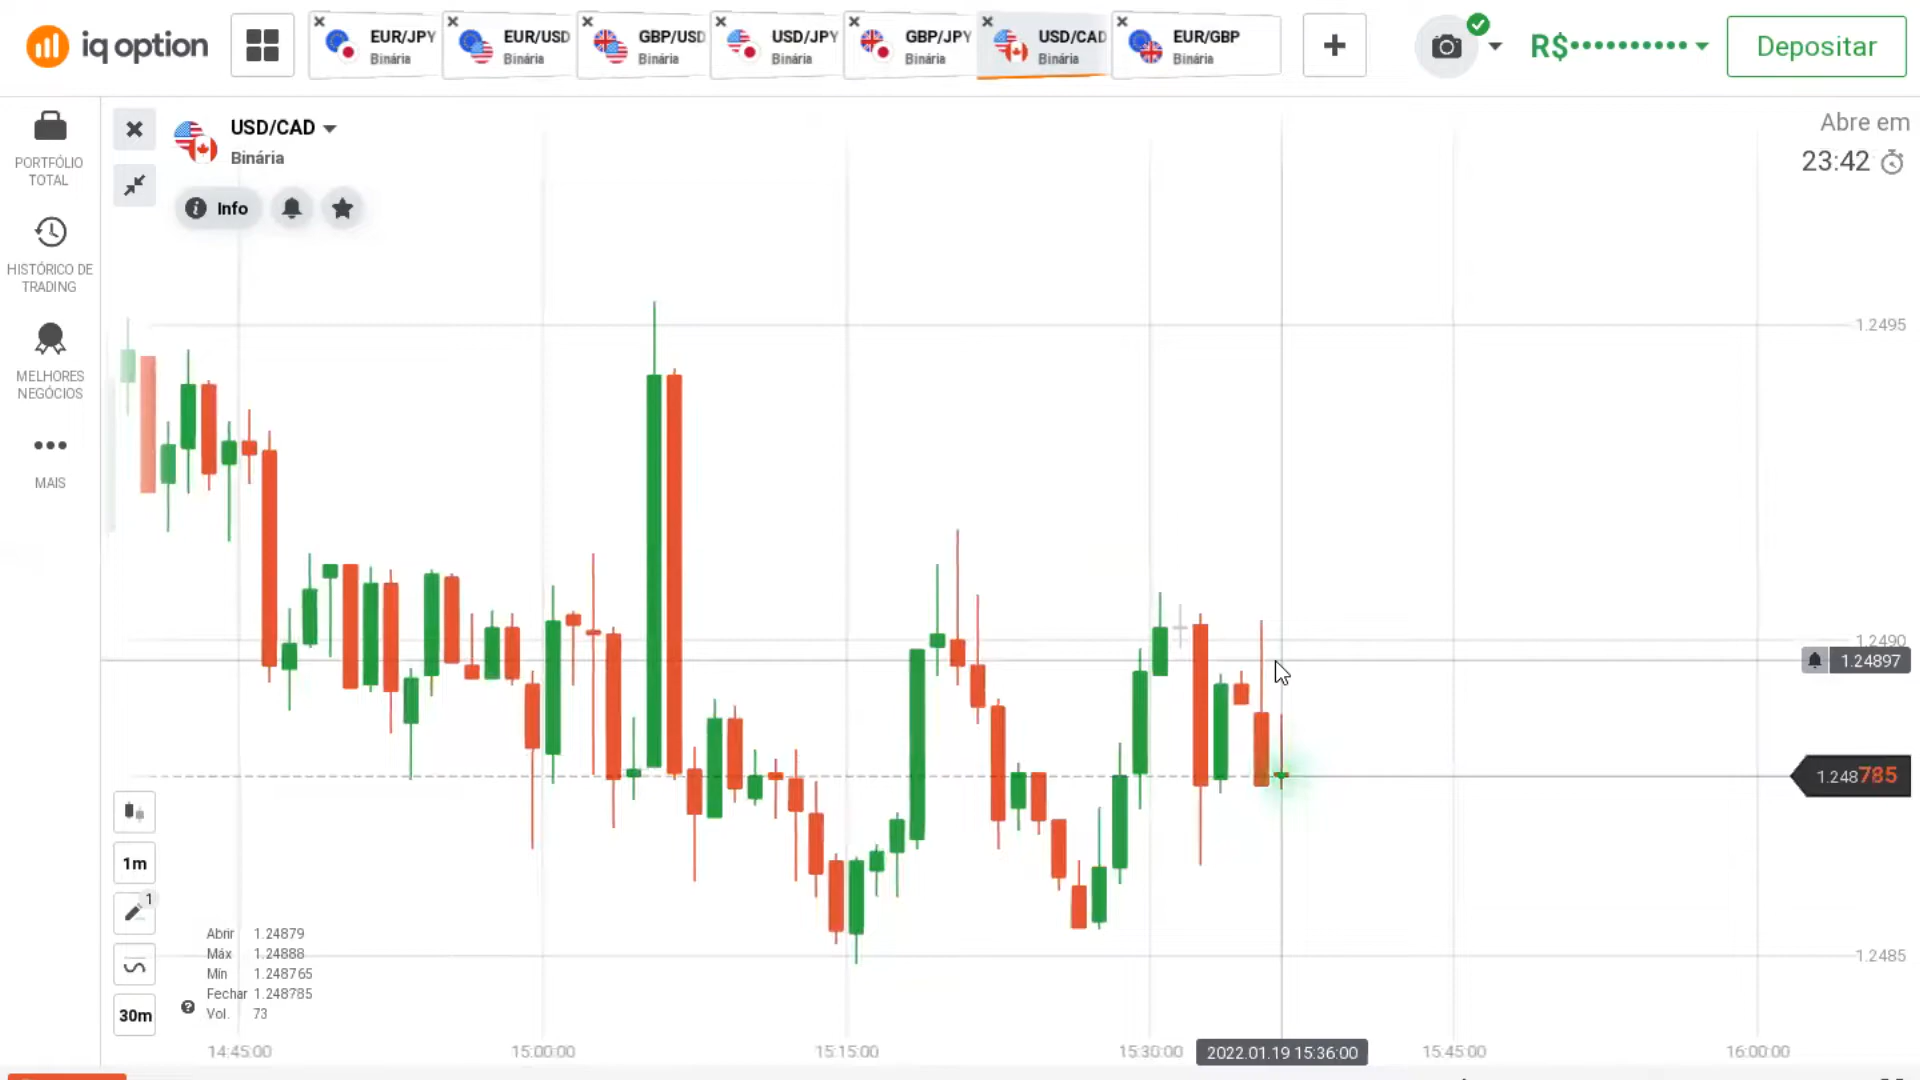 iq option
EUR/JPY
Binária
EUR/USD
Binária
GBP/USD
Binária
USD/JPY
Binária
GBP/JPY
Binária
USD/CAD
Binária
EUR/GBP
Binária
R$••••••••••
Depositar
PORTFÓLIO
TOTAL
HISTÓRICO DE
TRADING
MELHORES
NEGÓCIOS
MAIS
USD/CAD
Binária
Info
Abre em
23:42
1.2495
1.2490
1.24897
1.248785
1.2485
1m
1
30m
Abrir 1.24879
Máx 1.24888
Mín 1.248765
Fechar 1.248785
Vol. 73
14:45:00
15:00:00
15:15:00
15:30:00
2022.01.19 15:36:00
15:45:00
16:00:00